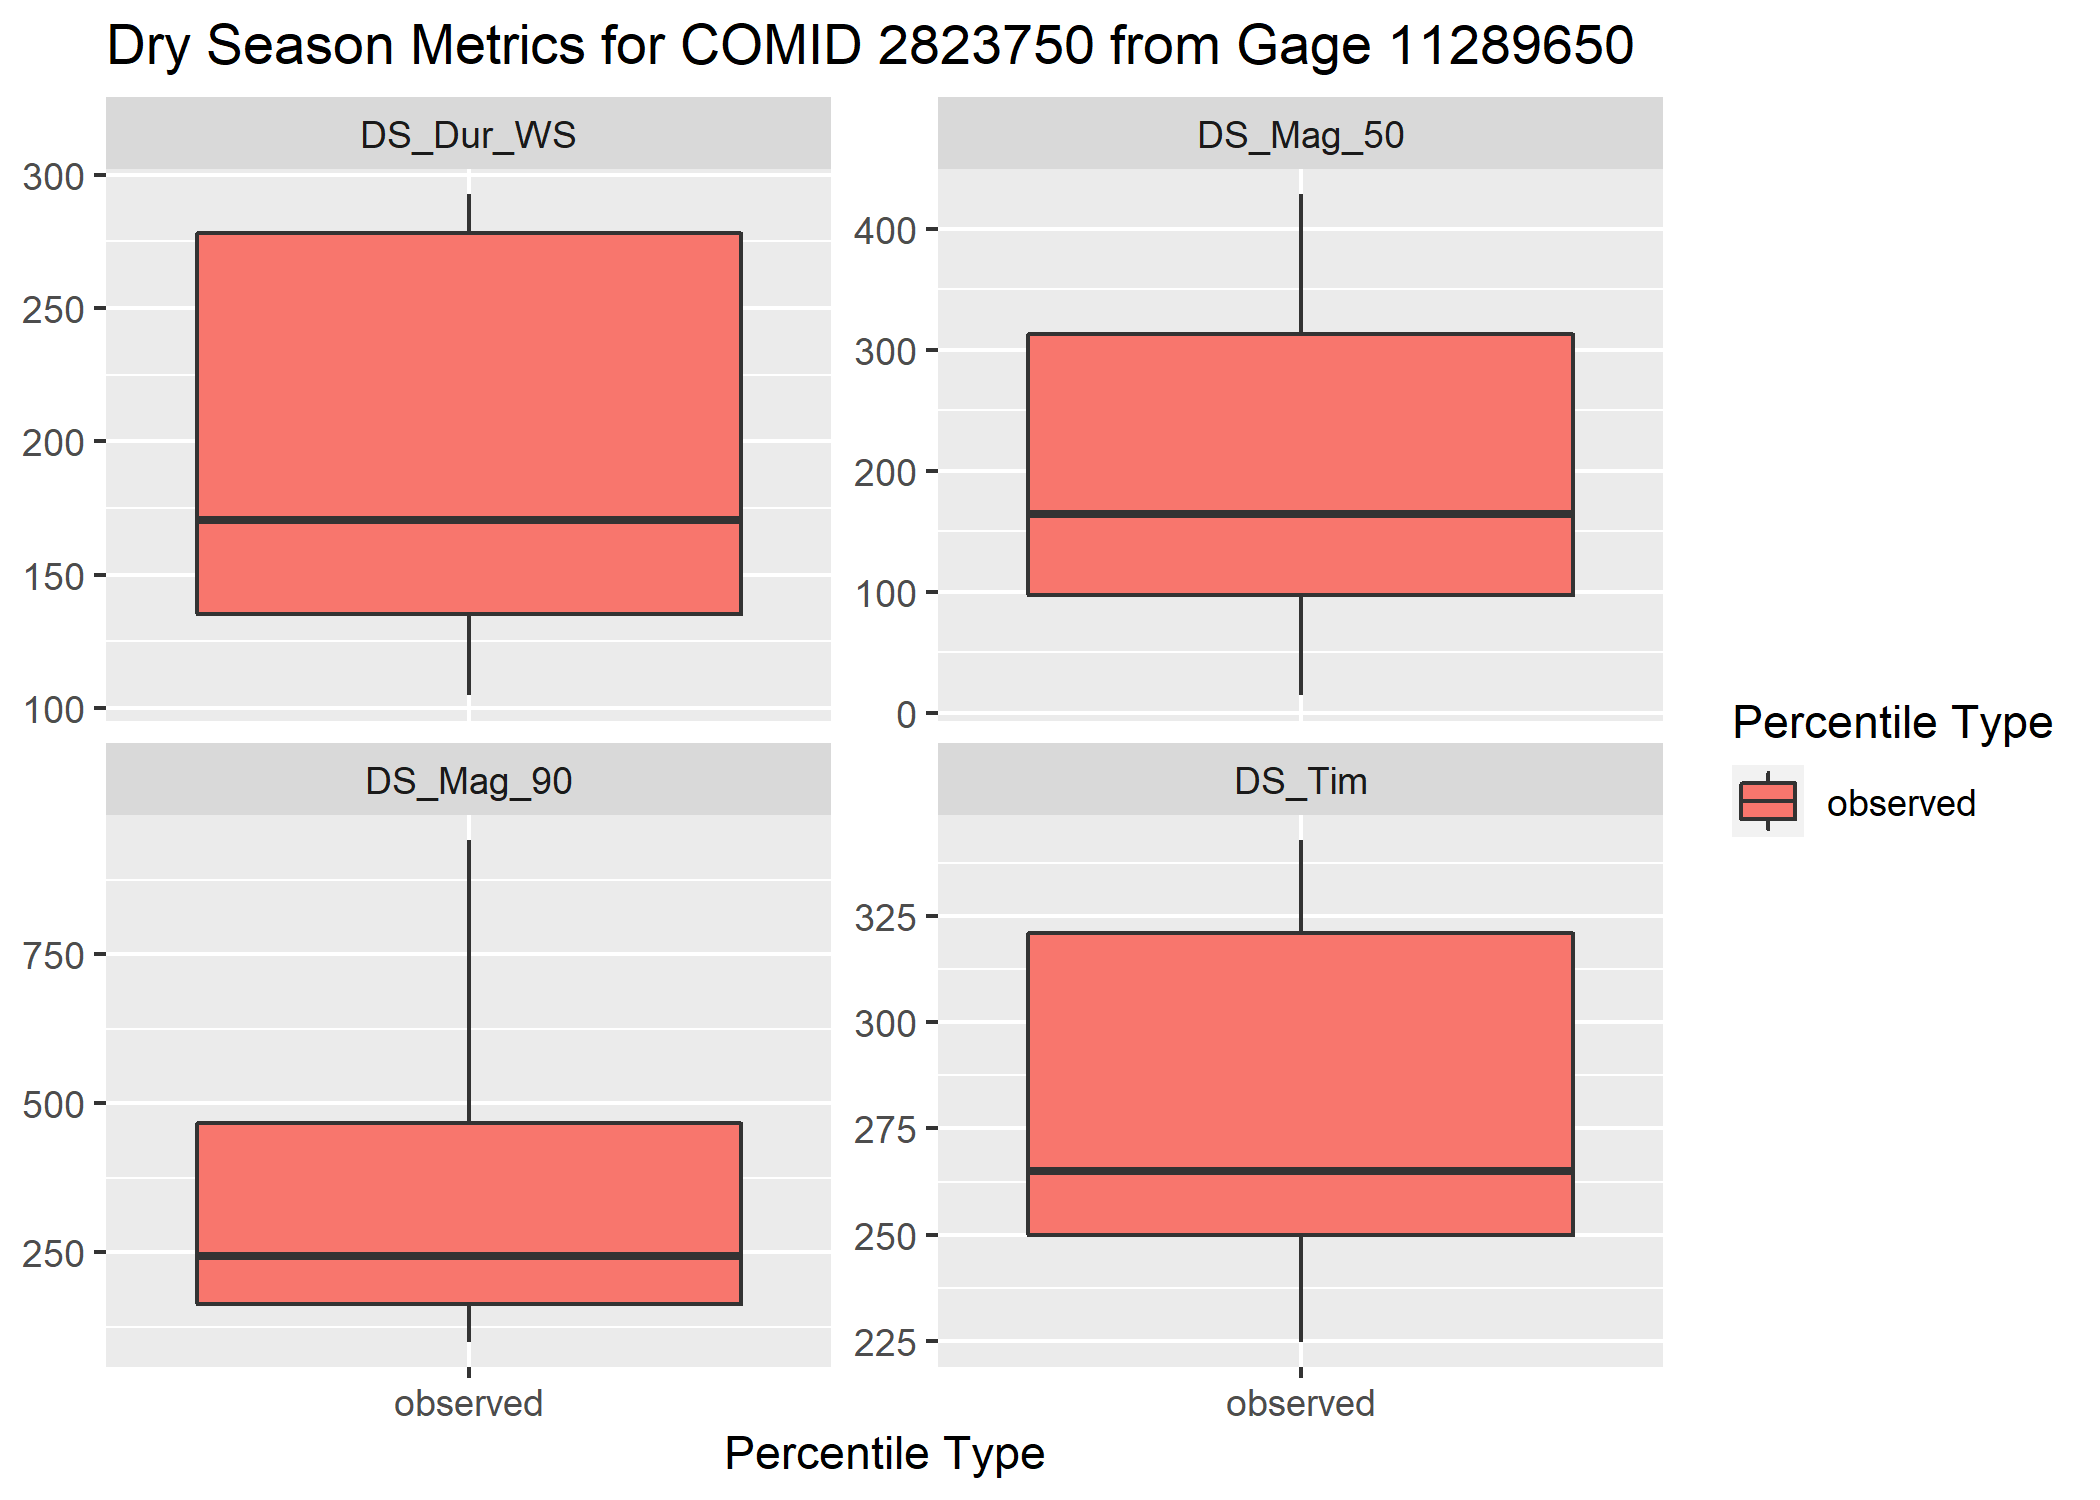 Dry Season Metrics for COMID 2823750 from Gage 11289650
DS_Dur_WS
300
250
200
150
100
DS_Mag_50
400
300
200
100
0
DS_Mag_90
750
500
250
observed
DS_Tim
325
300
275
250
225
observed
Percentile Type
Percentile Type
observed